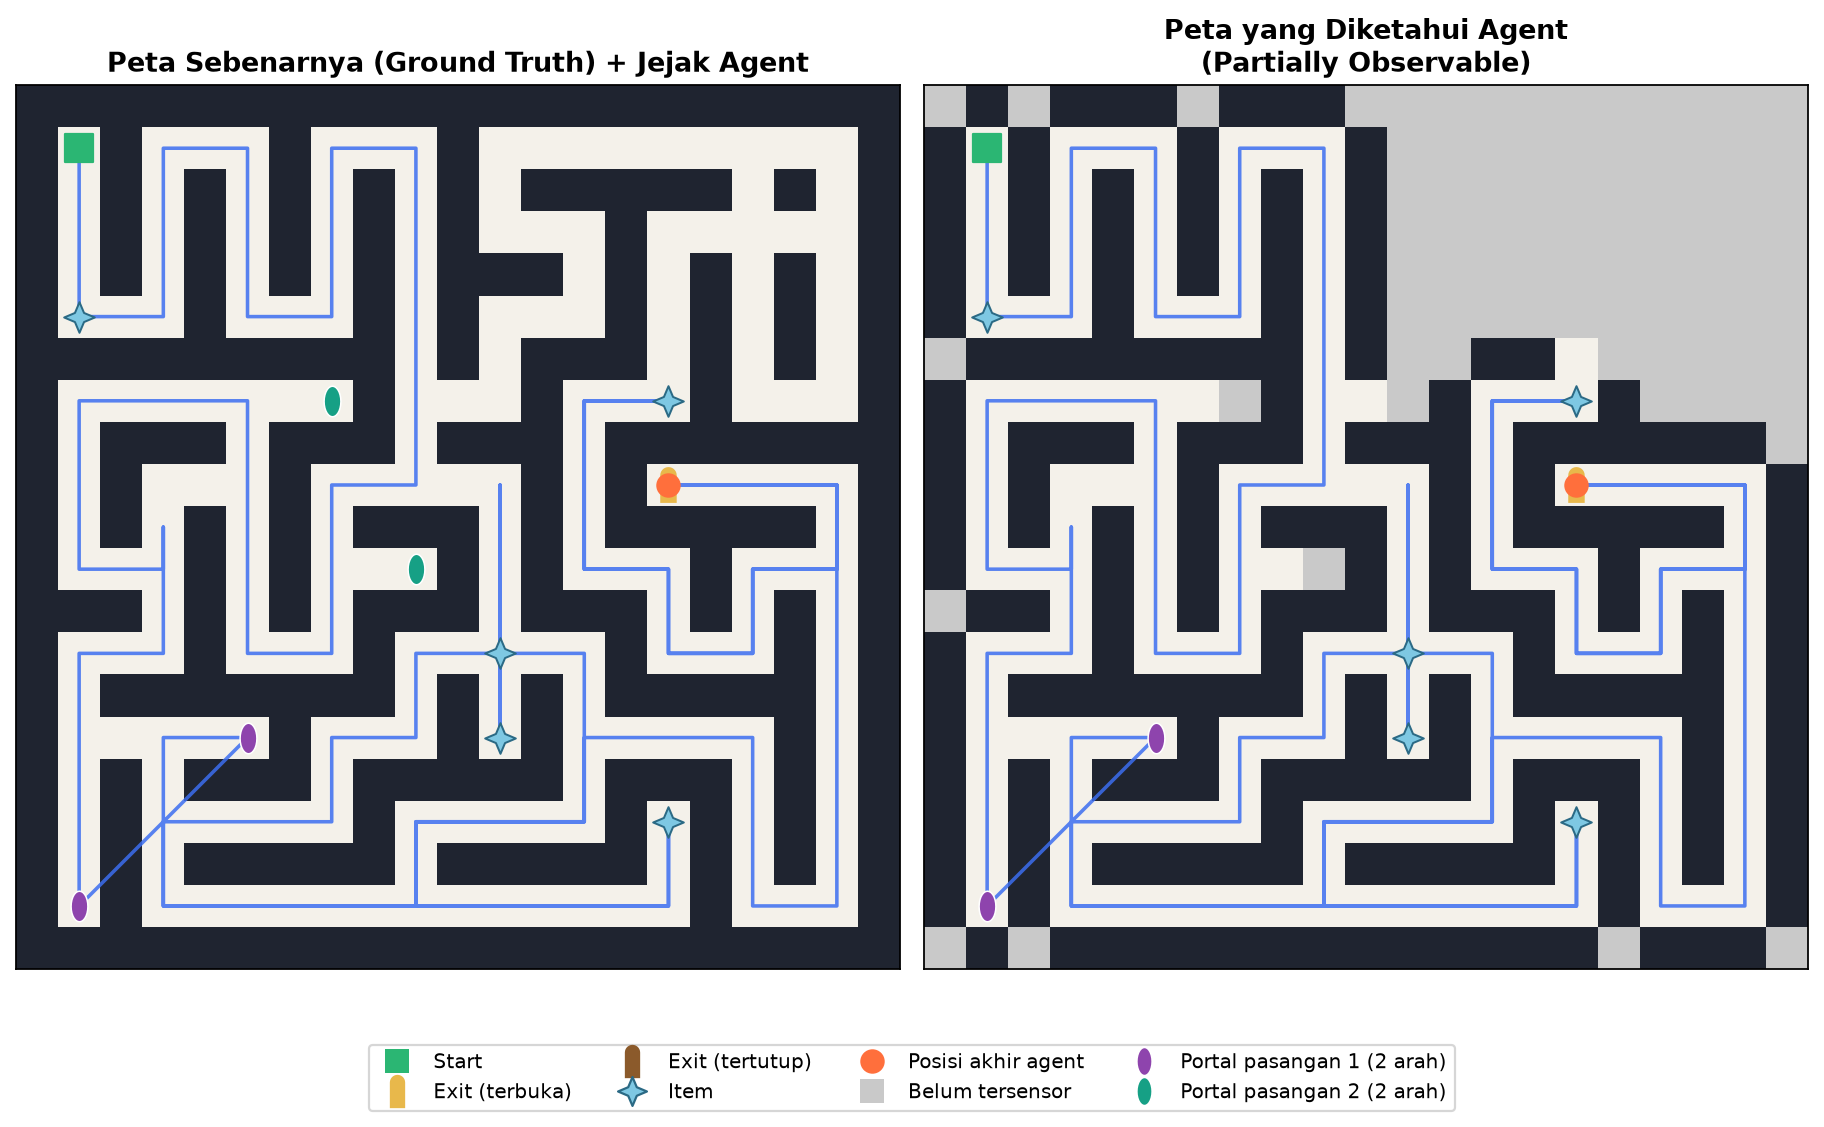 Peta Sebenarnya (Ground Truth) + Jejak Agent
Peta yang Diketahui Agent
(Partially Observable)
Start
Exit (terbuka)
Exit (tertutup)
Item
Posisi akhir agent
Belum tersensor
Portal pasangan 1 (2 arah)
Portal pasangan 2 (2 arah)